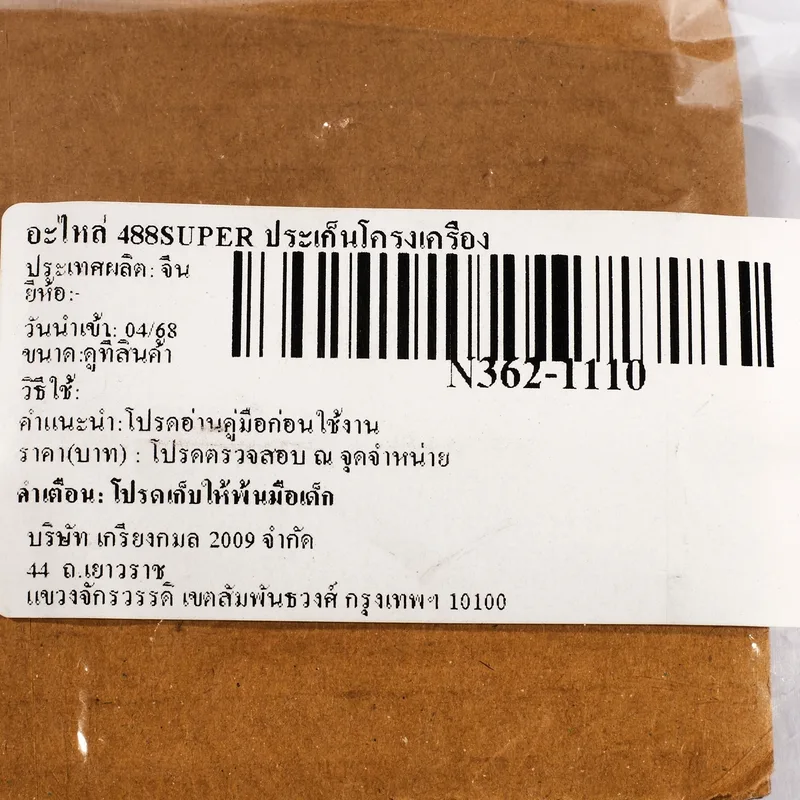 อะไหล่ 488SUPER ประเก็นโครงเครื่อง
ประเทศผลิต: จีน
ยี่ห้อ:-
วันนำเข้า: 04/68
ขนาด:ดูที่สินค้า
N362-1110
วิธีใช้:
คำแนะนำ:โปรดอ่านคู่มือก่อนใช้งาน
ราคา(บาท) : โปรดตรวจสอบ ณ จุดจำหน่าย
คำเตือน: โปรดเก็บให้พ้นมือเด็ก
บริษัท เกรียงกมล 2009 จำกัด
44 ถ.เยาวราช
แขวงจักรวรรดิ เขตสัมพันธวงศ์ กรุงเทพฯ 10100